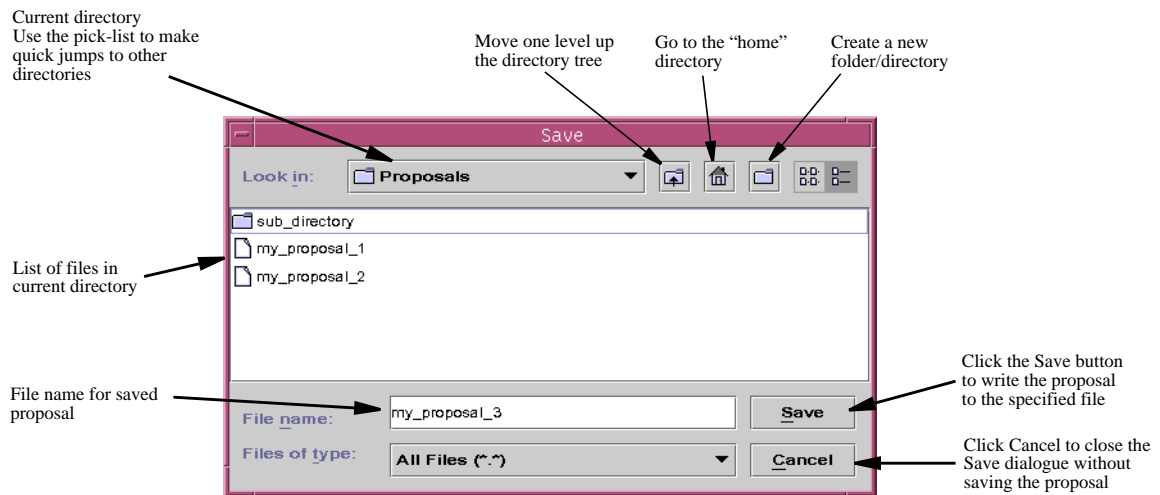 Current directory
Use the pick-list to make
quick jumps to other
directories
Move one level up
the directory tree
Go to the “home”
directory
Create a new
folder/directory
Save
Look in:
Proposals
sub_directory
my_proposal_1
my_proposal_2
List of files in
current directory
File name for saved
proposal
File name:
my_proposal_3
Save
Click the Save button
to write the proposal
to the specified file
Files of type:
All Files (*.*)
Cancel
Click Cancel to close the
Save dialogue without
saving the proposal